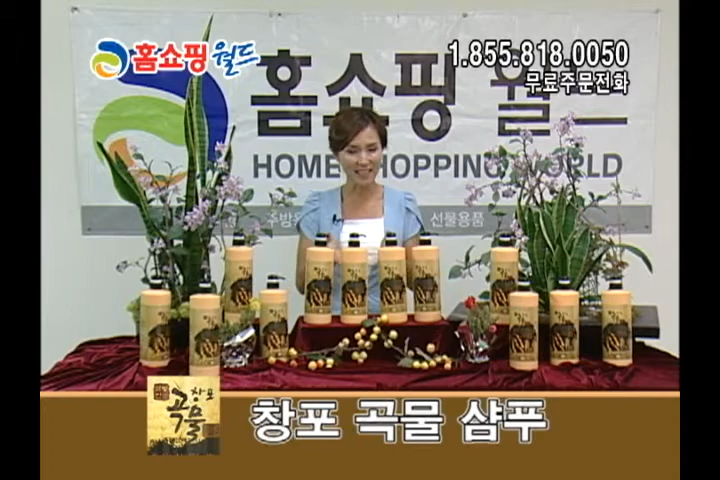 홈쇼핑 월드
1.855.818.0050
무료주문전화
홈쇼핑 월드
HOME SHOPPING WORLD
주방용 선물용품
창포
곡물
창포 곡물 샴푸